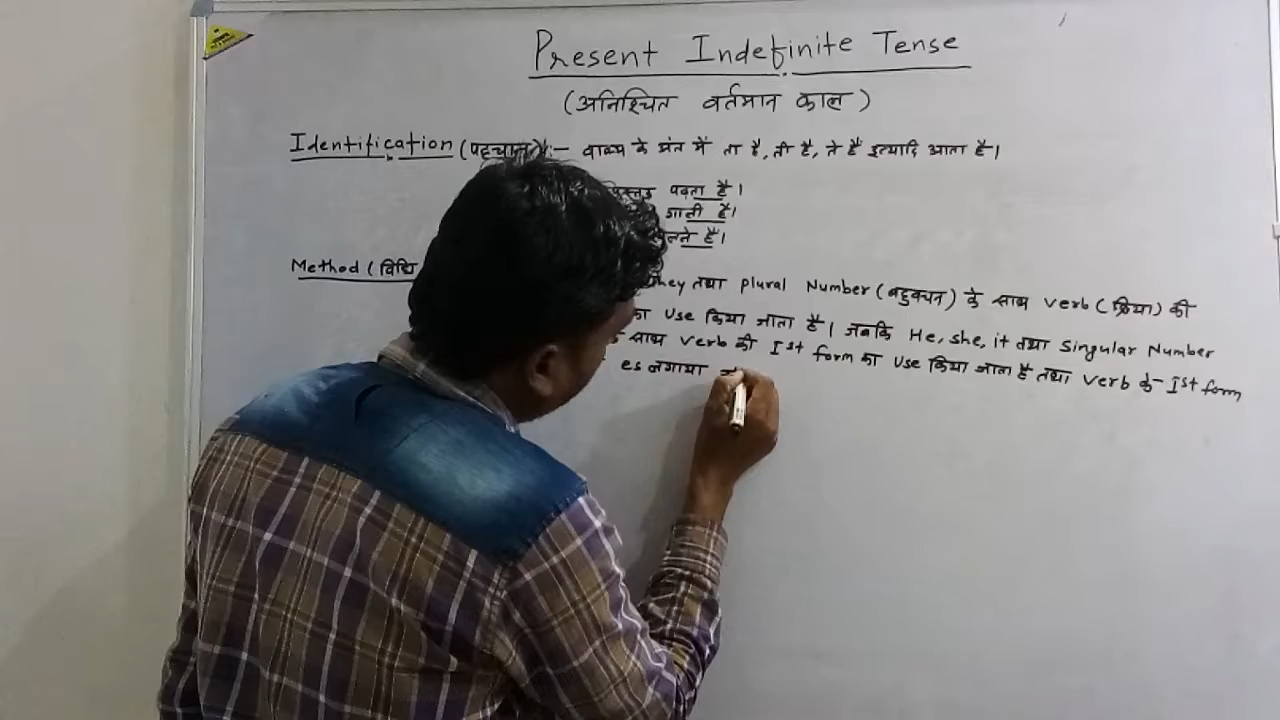 Present Indefinite Tense
(अनिश्चित वर्तमान काल)
Identification (पहचान) :- वाक्य के अंत में ता है, ती है, ते हैं इत्यादि आता है।
पढ़ता है।
गाती है।
ते हैं।
Method (विधि
they तथा plural Number (बहुवचन) के साथ verb (क्रिया) की
का use किया जाता है। जबकि He, she, it तथा singular Number
साथ verb की Ist form का use किया जाता है तथा verb के Ist form
es लगाया